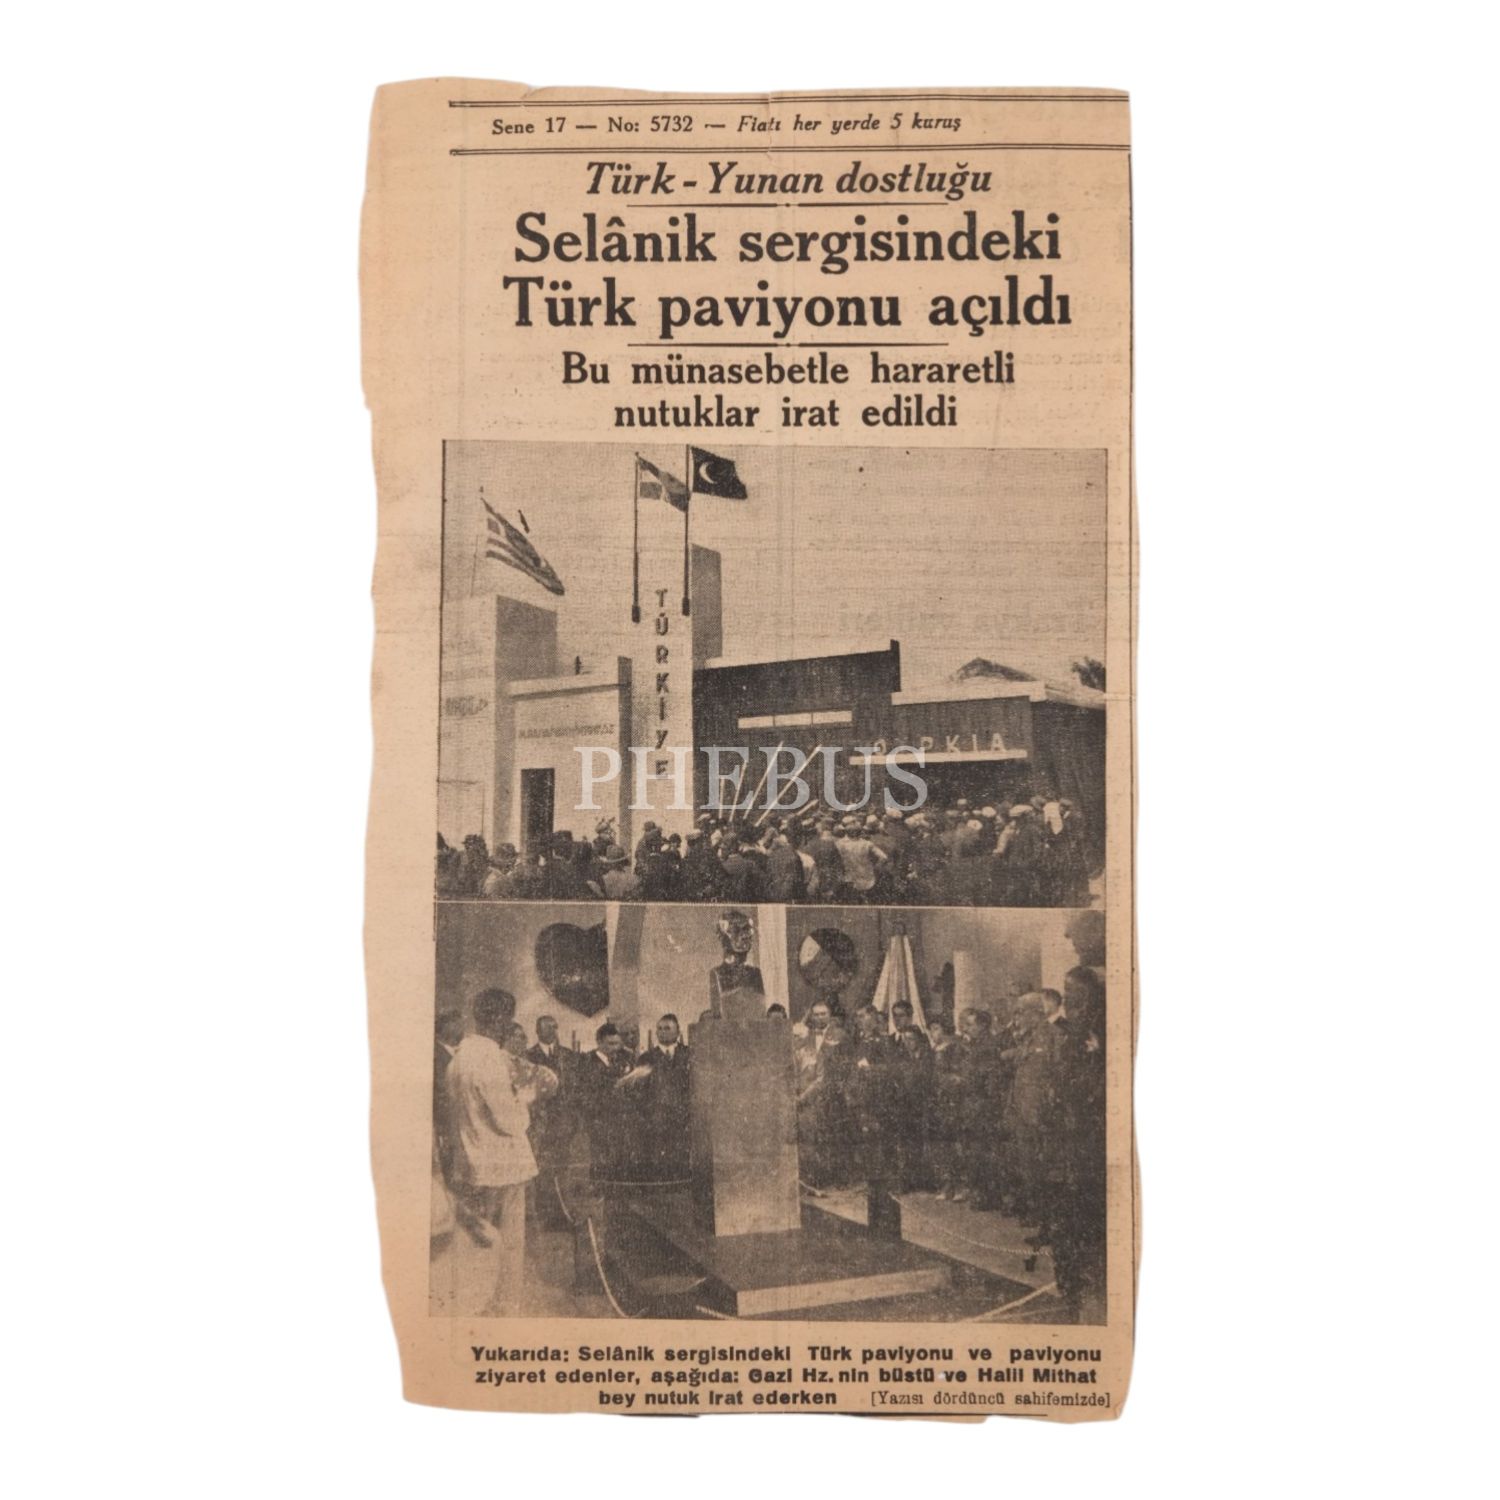 Sene 17 — No: 5732 — Fiatı her yerde 5 kuruş
Türk - Yunan dostluğu
Selânik sergisindeki
Türk paviyonu açıldı
Bu münasebetle hararetli
nutuklar irat edildi
TÜRKİYE
PKIA
PHEBUS
Yukarıda: Selânik sergisindeki Türk paviyonu ve paviyonu
ziyaret edenler, aşağıda: Gazi Hz. nin büstü ve Halil Mithat
bey nutuk irat ederken [Yazısı dördüncü sahifemizde]